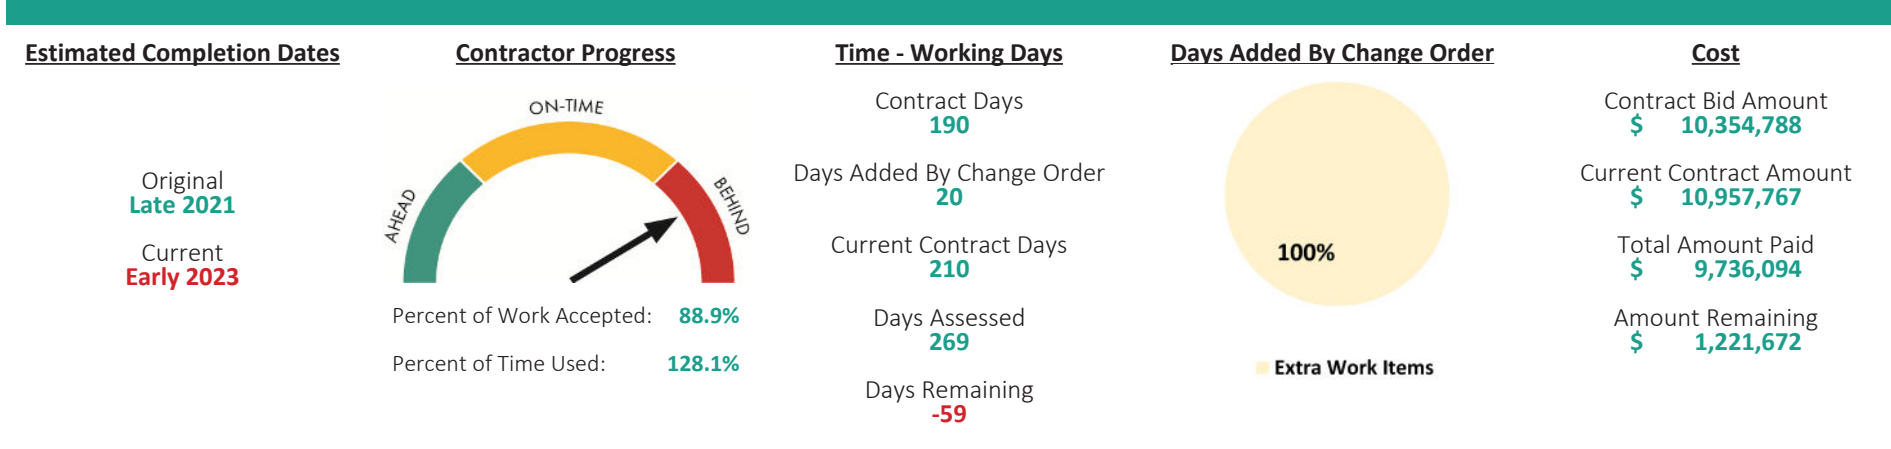 Estimated Completion Dates
Original
Late 2021
Current
Early 2023
Contractor Progress
ON-TIME
AHEAD
BEHIND
Percent of Work Accepted: 88.9%
Percent of Time Used: 128.1%
Time - Working Days
Contract Days
190
Days Added By Change Order
20
Current Contract Days
210
Days Assessed
269
Days Remaining
-59
Days Added By Change Order
100%
Extra Work Items
Cost
Contract Bid Amount
$ 10,354,788
Current Contract Amount
$ 10,957,767
Total Amount Paid
$ 9,736,094
Amount Remaining
$ 1,221,672